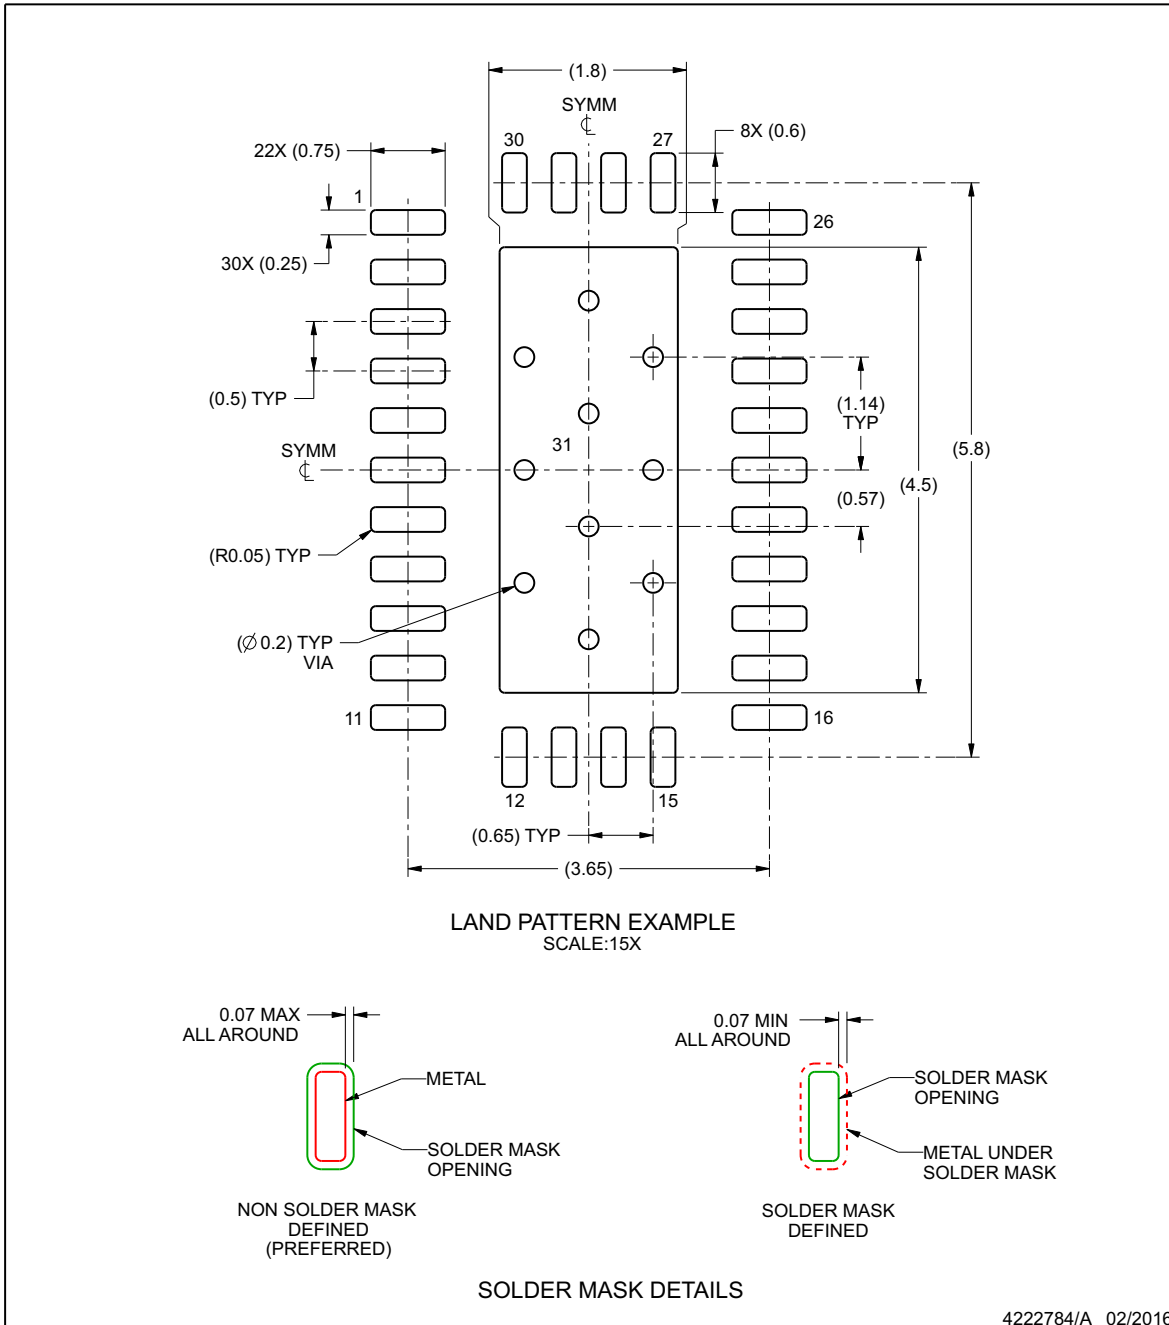 (1.8)
SYMM
℄
30
27
8X (0.6)
22X (0.75)
1
26
30X (0.25)
(0.5) TYP
(1.14)
TYP
31
SYMM
℄
(5.8)
(4.5)
(0.57)
(R0.05) TYP
(∅ 0.2) TYP
VIA
11
16
12
15
(0.65) TYP
(3.65)
LAND PATTERN EXAMPLE
SCALE:15X
0.07 MAX
ALL AROUND
METAL
SOLDER MASK
OPENING
NON SOLDER MASK
DEFINED
(PREFERRED)
0.07 MIN
ALL AROUND
SOLDER MASK
OPENING
METAL UNDER
SOLDER MASK
SOLDER MASK
DEFINED
SOLDER MASK DETAILS
4222784/A 02/2016